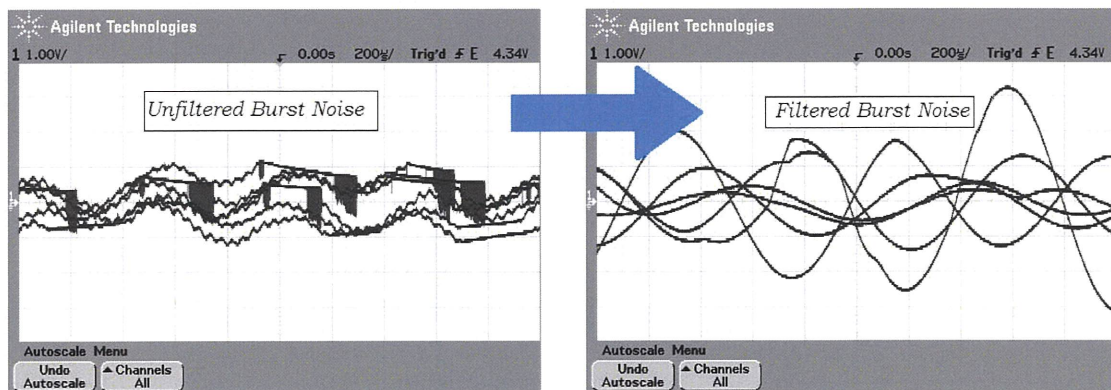 Agilent Technologies
1 1.00V/ 0.00s 200㎲/ Trig'd E 4.34V
Unfiltered Burst Noise
Autoscale Menu
Undo
Autoscale
Channels
All
Agilent Technologies
1 1.00V/ 0.00s 200㎲/ Trig'd E 4.34V
Filtered Burst Noise
Autoscale Menu
Undo
Autoscale
Channels
All